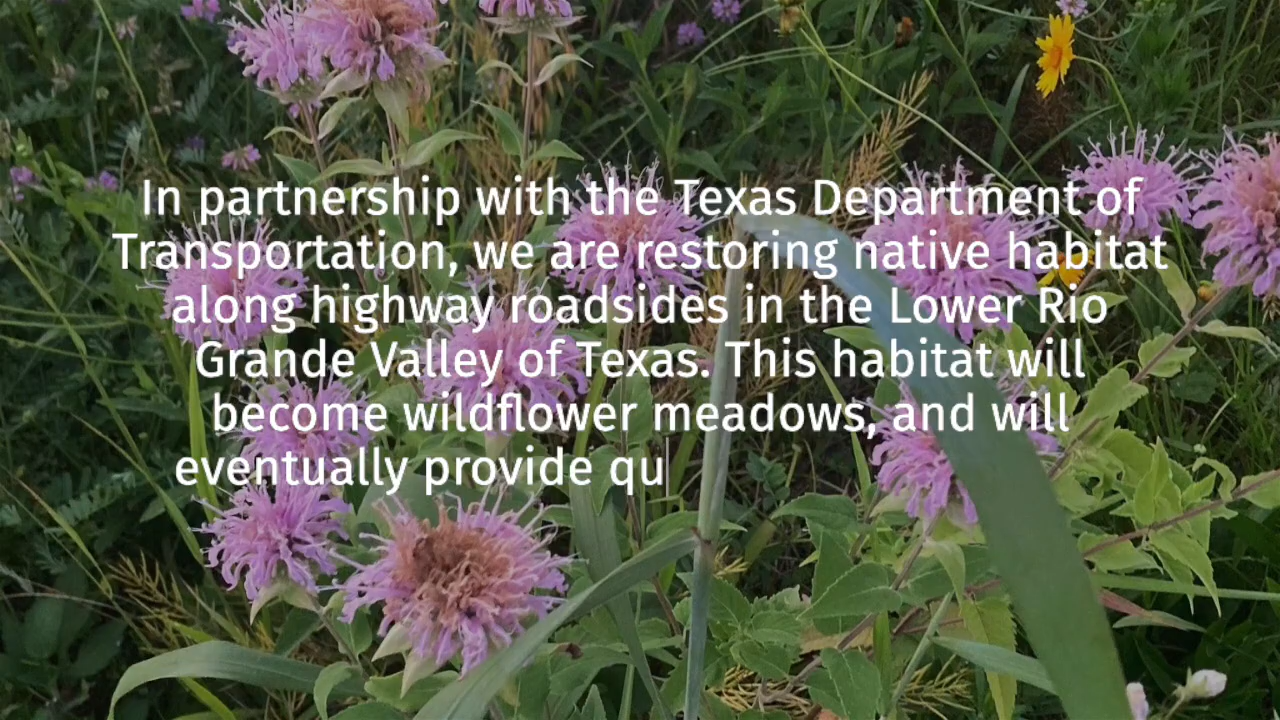 In partnership with the Texas Department of
Transportation, we are restoring native habitat
along highway roadsides in the Lower Rio
Grande Valley of Texas. This habitat will
become wildflower meadows, and will
eventually provide qu